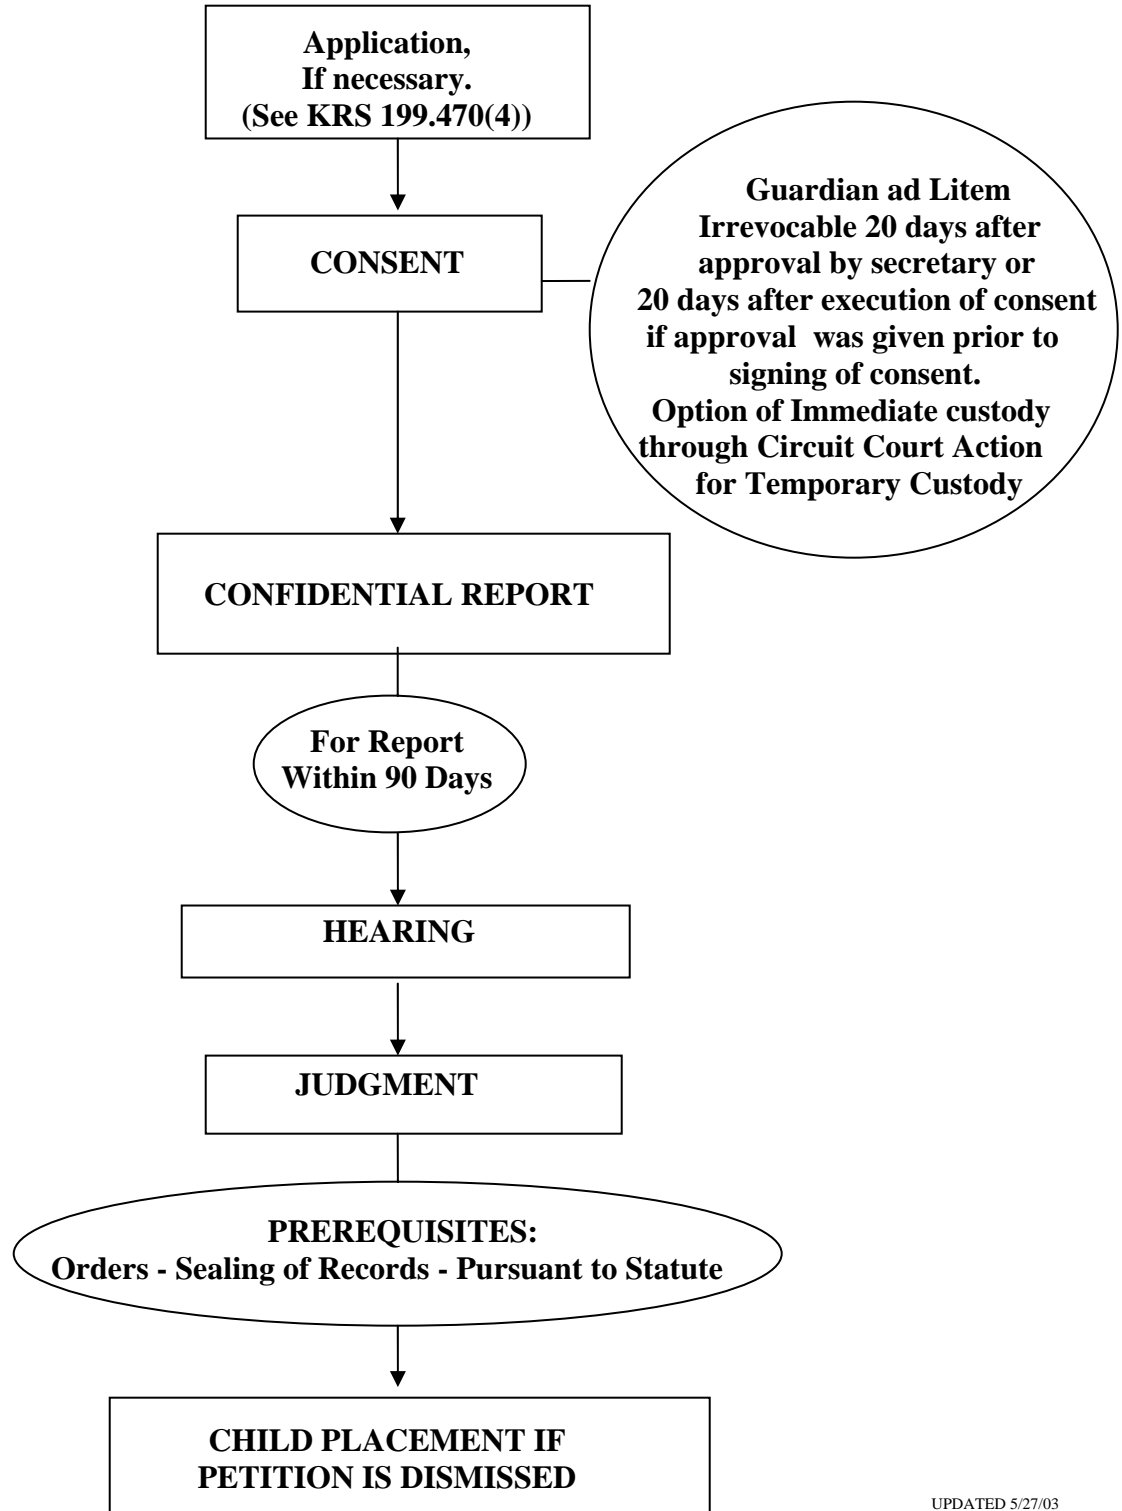 Application,
If necessary.
(See KRS 199.470(4))
CONSENT
Guardian ad Litem
Irrevocable 20 days after
approval by secretary or
20 days after execution of consent
if approval was given prior to
signing of consent.
Option of Immediate custody
through Circuit Court Action
for Temporary Custody
CONFIDENTIAL REPORT
For Report
Within 90 Days
HEARING
JUDGMENT
PREREQUISITES:
Orders - Sealing of Records - Pursuant to Statute
CHILD PLACEMENT IF
PETITION IS DISMISSED
UPDATED 5/27/03